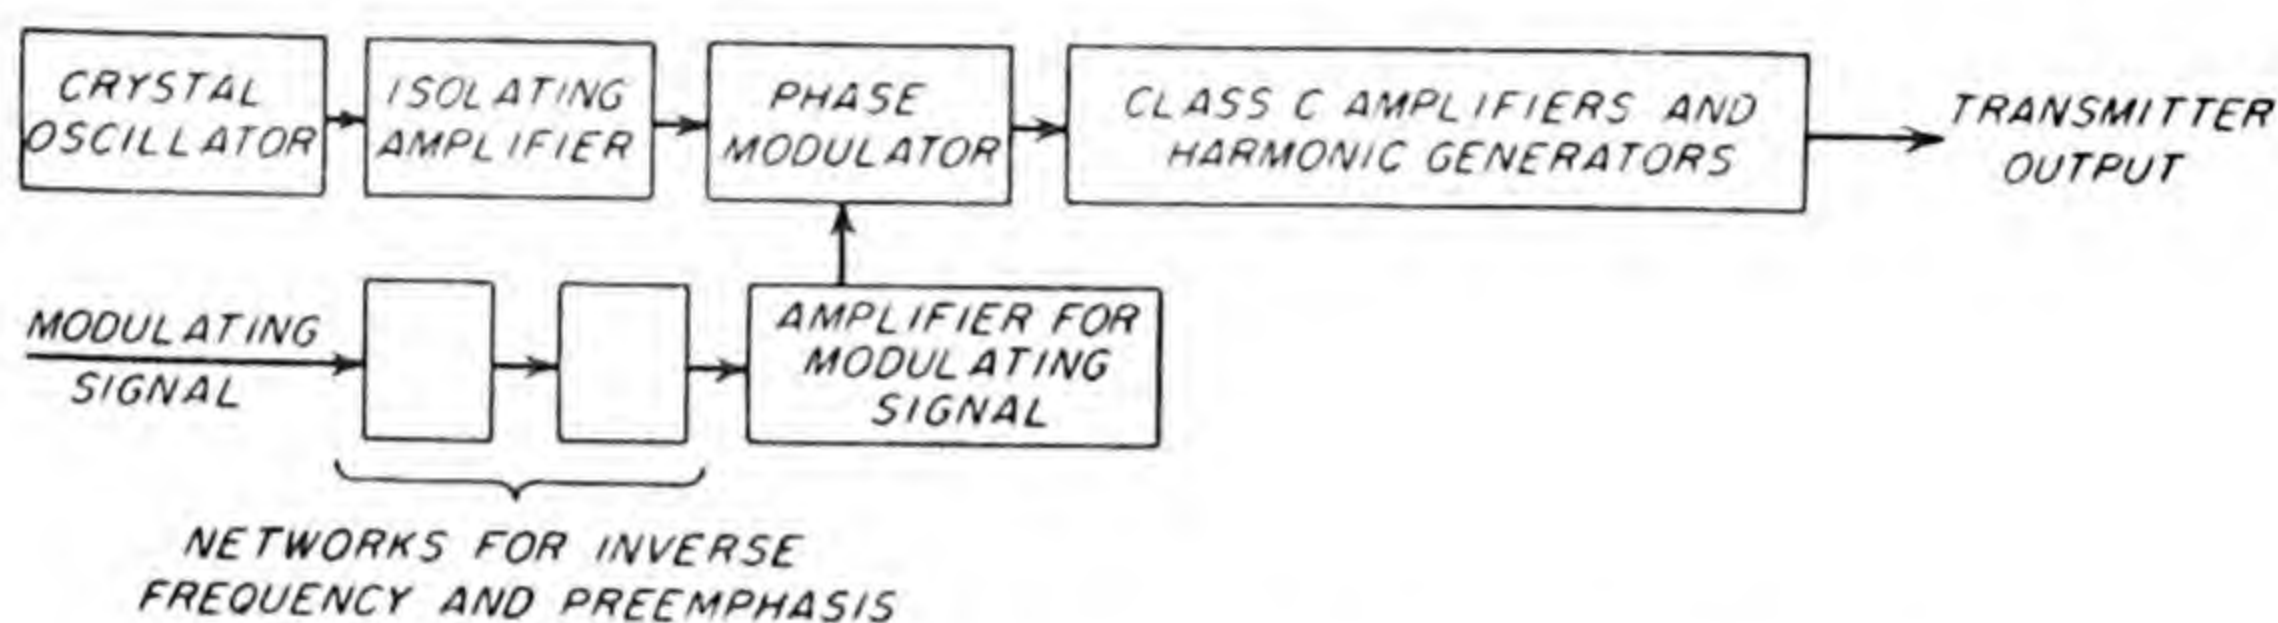 CRYSTAL
OSCILLATOR
ISOLATING
AMPLIFIER
PHASE
MODULATOR
CLASS C AMPLIFIERS AND
HARMONIC GENERATORS
TRANSMITTER
OUTPUT
MODULATING
SIGNAL
AMPLIFIER FOR
MODULATING
SIGNAL
NETWORKS FOR INVERSE
FREQUENCY AND PREEMPHASIS